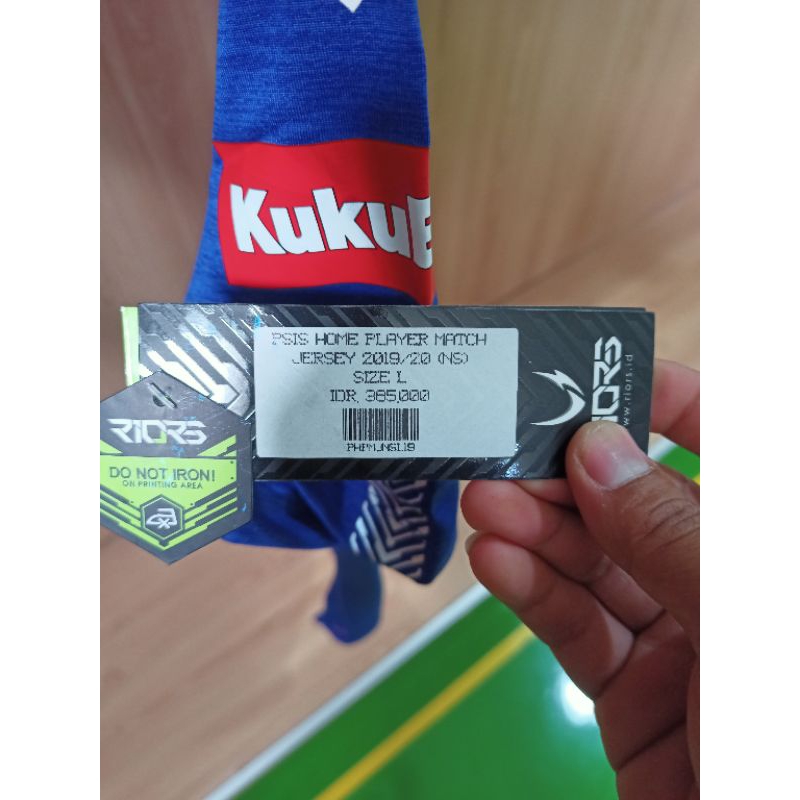 KukuB
PSIS HOME PLAYER MATCH
JERSEY 2019/20 (NS)
SIZE L
IDR 385,000
RIORS
www.riors.id
RIORS
DO NOT IRON!
ON PRINTING AREA